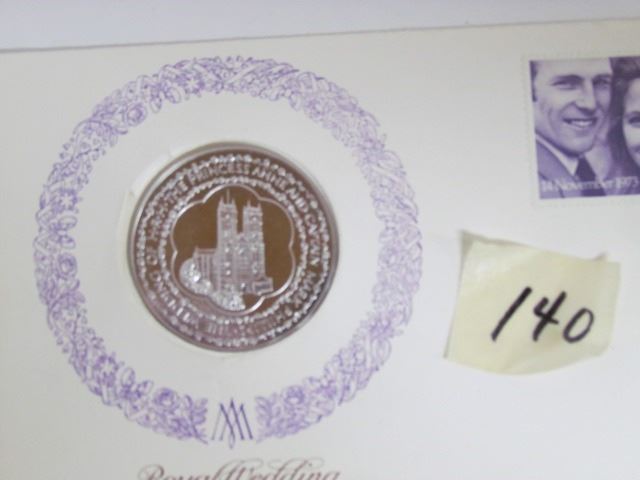 PRINCESS ANNE AND CAPTAIN MARK
14 November 1973
140
Royal Wedding